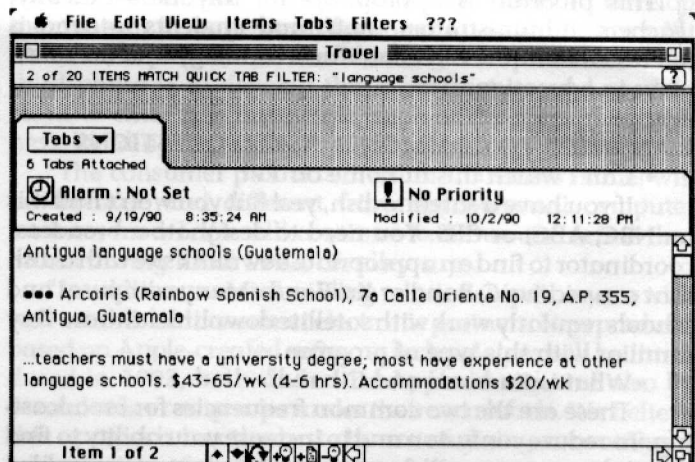 File Edit View Items Tabs Filters ???
Travel
2 of 20 ITEMS MATCH QUICK TAB FILTER: "language schools" ?
Tabs
6 Tabs Attached
Alarm : Not Set
Created : 9/19/90 8:35:24 AM
! No Priority
Modified : 10/2/90 12:11:28 PM
Antigua language schools (Guatemala)
●●● Arcoiris (Rainbow Spanish School), 7a Calle Oriente No. 19, A.P. 355,
Antigua, Guatemala
...teachers must have a university degree, or have experience at other
language schools. $43-65/wk (4-6 hrs). Accommodations $20/wk
Item 1 of 2